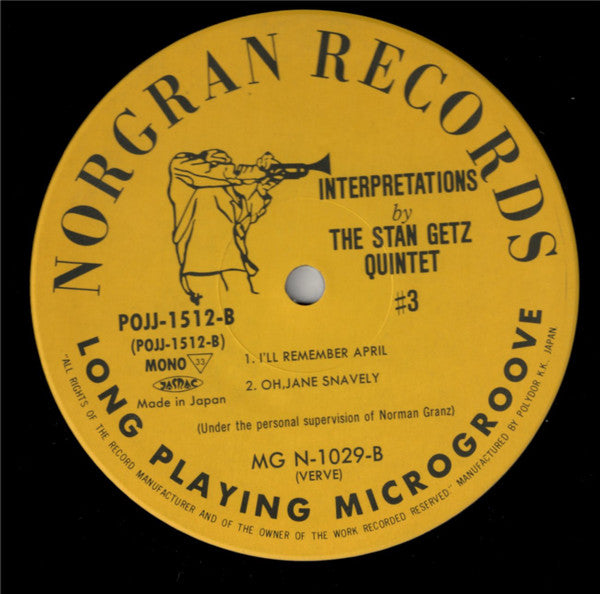 NORGRAN RECORDS
INTERPRETATIONS
by
THE STAN GETZ
QUINTET
#3
POJJ-1512-B
(POJJ-1512-B)
MONO 33
JASRAC
Made in Japan
1. I'LL REMEMBER APRIL
2. OH,JANE SNAVELY
(Under the personal supervision of Norman Granz)
MG N-1029-B
(VERVE)
LONG PLAYING MICROGROOVE
"ALL RIGHTS OF THE RECORD MANUFACTURER AND OF THE OWNER OF THE WORK RECORDED RESERVED." MANUFACTURED BY POLYDOR K.K. JAPAN.